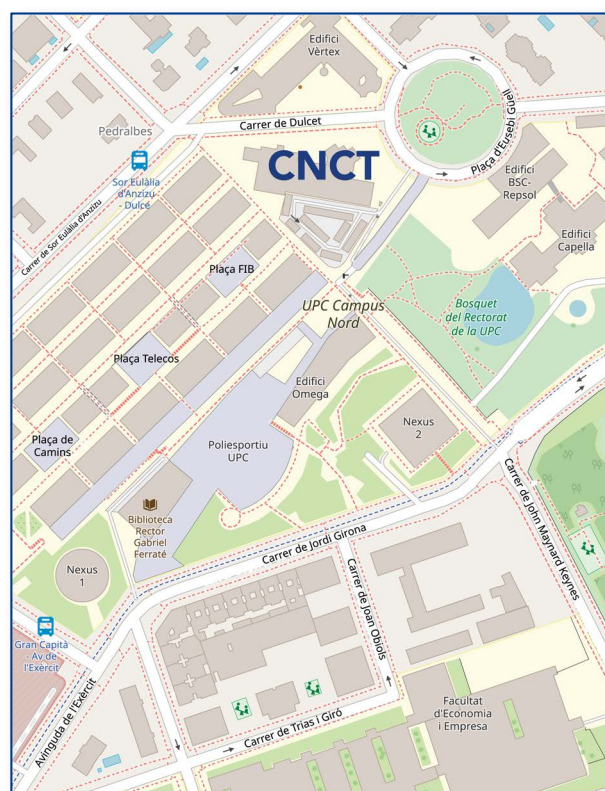 Edifici
Vèrtex
Pedralbes
Carrer de Dulcet
CNCT
Plaça d'Eusebi Güell
Edifici
BSC-
Repsol
Sor Eulàlia
d'Anzizu
- Dulcé
Carrer de Sor Eulàlia d'Anzizu
Edifici
Capella
Plaça FIB
UPC Campus
Nord
Bosquet
del Rectorat
de la UPC
Plaça Telecos
Edifici
Omega
Nexus
2
Plaça de
Camins
Poliesportiu
UPC
Carrer de John Maynard Keynes
Biblioteca
Rector
Gabriel
Ferraté
Carrer de Jordi Girona
Nexus
1
Carrer de Joan Obiols
Gran Capità
- Av de
l'Exèrcit
Avinguda de l'Exèrcit
Facultat
d'Economia
i Empresa
Carrer de Trias i Giró